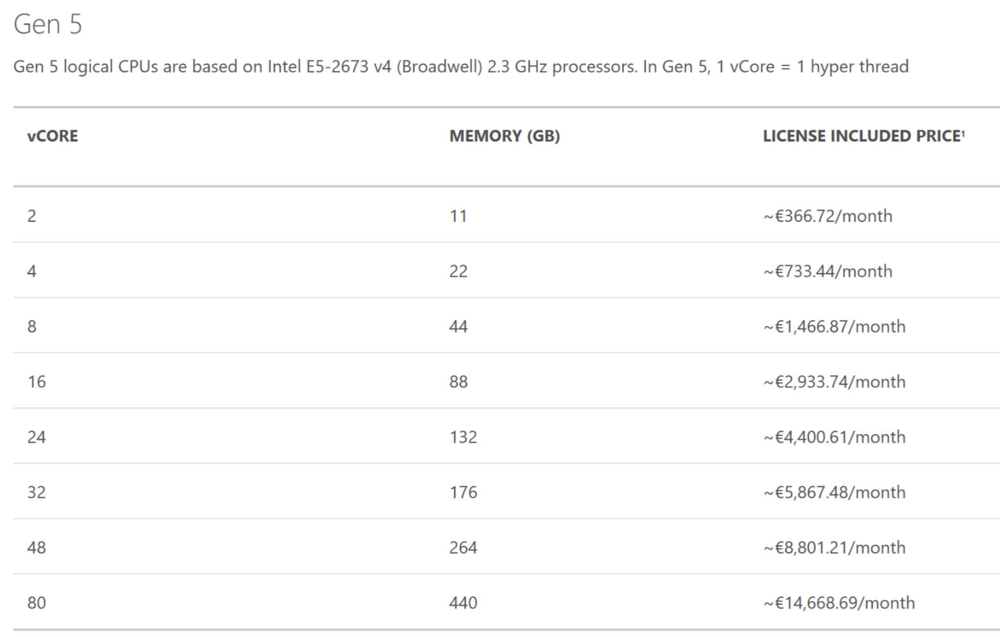 Gen 5
Gen 5 logical CPUs are based on Intel E5-2673 v4 (Broadwell) 2.3 GHz processors. In Gen 5, 1 vCore = 1 hyper thread
vCORE MEMORY (GB) LICENSE INCLUDED PRICE¹
2 11 ~€366.72/month
4 22 ~€733.44/month
8 44 ~€1,466.87/month
16 88 ~€2,933.74/month
24 132 ~€4,400.61/month
32 176 ~€5,867.48/month
48 264 ~€8,801.21/month
80 440 ~€14,668.69/month